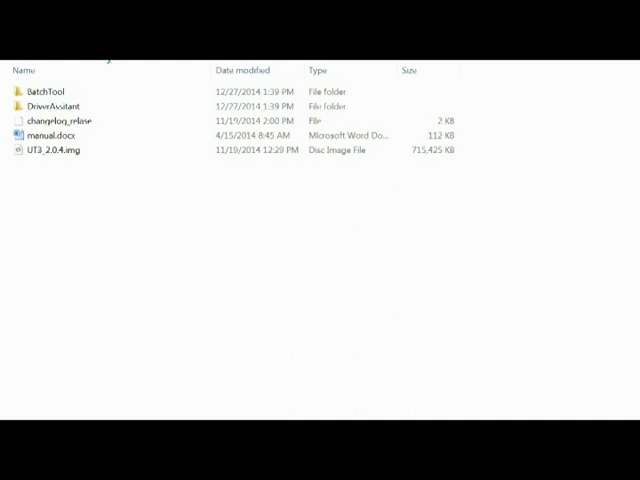 Name Date modified Type Size
BatchTool 12/27/2014 1:39 PM File folder
DriverAssitant 12/27/2014 1:39 PM File folder
changelog_relase 11/19/2014 2:00 PM File 2 KB
manual.docx 4/15/2014 8:45 AM Microsoft Word Do... 112 KB
UT3_2.0.4.img 11/19/2014 12:29 PM Disc Image File 715,425 KB